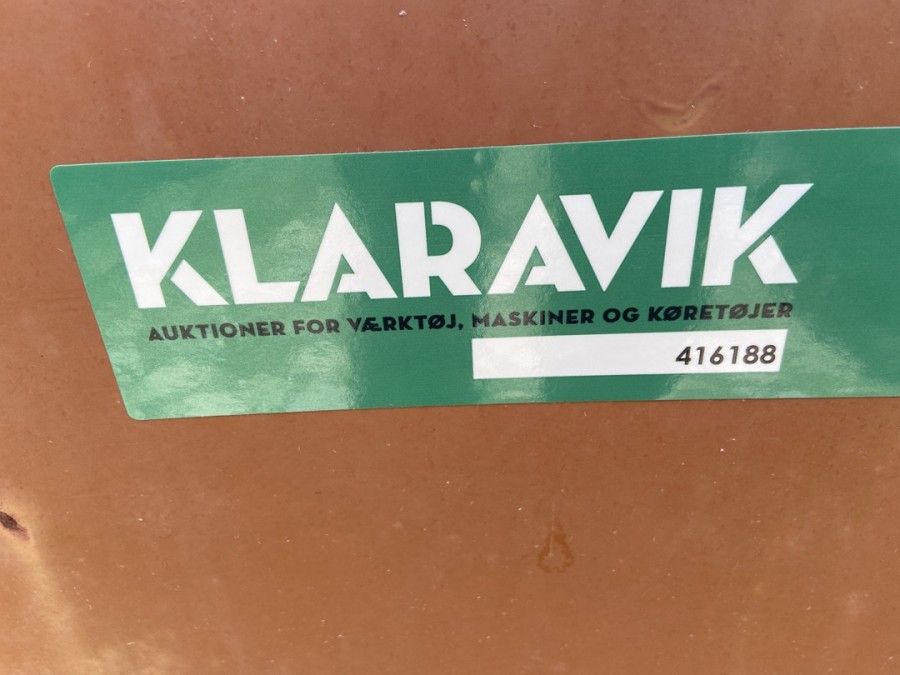 KLARAVIK
AUKTIONER FOR VÆRKTØJ, MASKINER OG KØRETØJER
416188